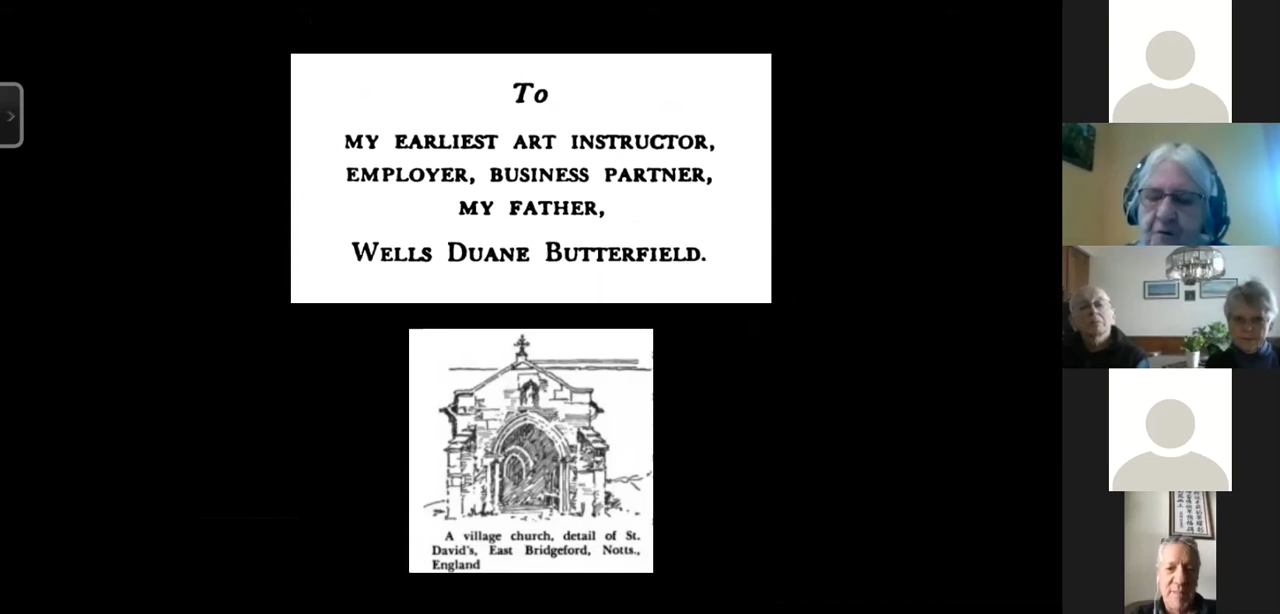 To
MY EARLIEST ART INSTRUCTOR,
EMPLOYER, BUSINESS PARTNER,
MY FATHER,
WELLS DUANE BUTTERFIELD.
A village church, detail of St.
David's, East Bridgeford, Notts.,
England